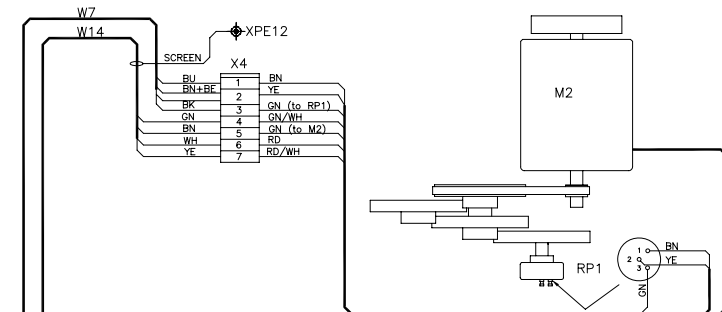 W7
W14
XPE12
SCREEN
X4
BU 1 BN
BN+BE 2 YE
BK 3 GN (to RP1)
GN 4 GN/WH
BN 5 GN (to M2)
WH 6 RD
YE 7 RD/WH
M2
RP1
1 BN
2 YE
3
GN